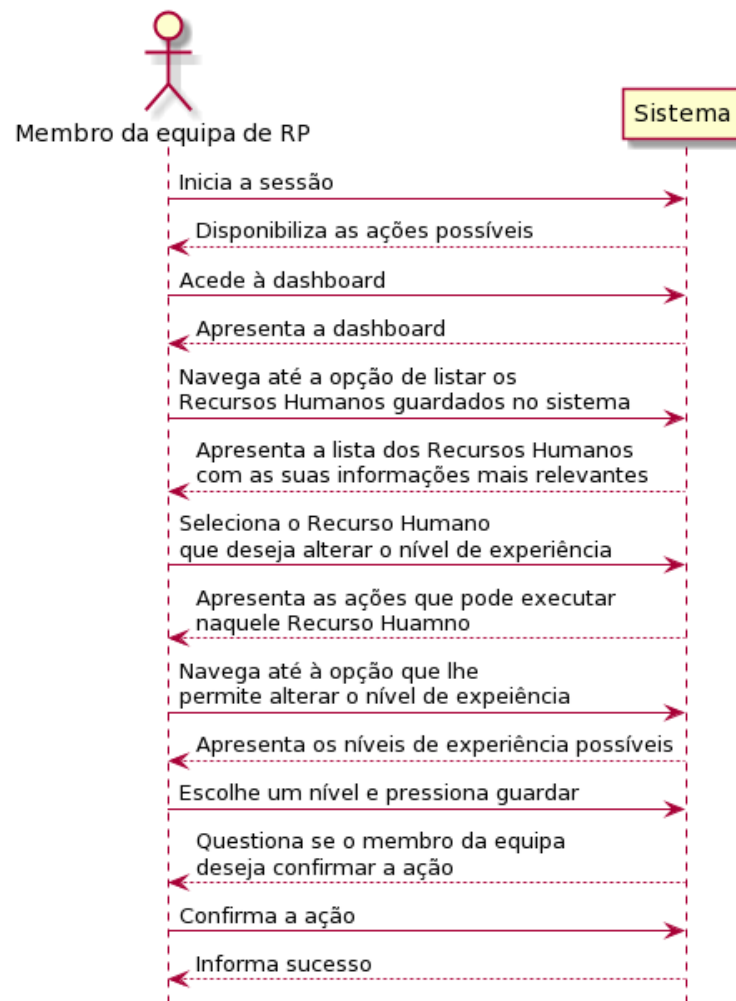 Membro da equipa de RP
Sistema
Inicia a sessão
Disponibiliza as ações possíveis
Acede à dashboard
Apresenta a dashboard
Navega até a opção de listar os
Recursos Humanos guardados no sistema
Apresenta a lista dos Recursos Humanos
com as suas informações mais relevantes
Seleciona o Recurso Humano
que deseja alterar o nível de experiência
Apresenta as ações que pode executar
naquele Recurso Huamno
Navega até à opção que lhe
permite alterar o nível de expeiência
Apresenta os níveis de experiência possíveis
Escolhe um nível e pressiona guardar
Questiona se o membro da equipa
deseja confirmar a ação
Confirma a ação
Informa sucesso